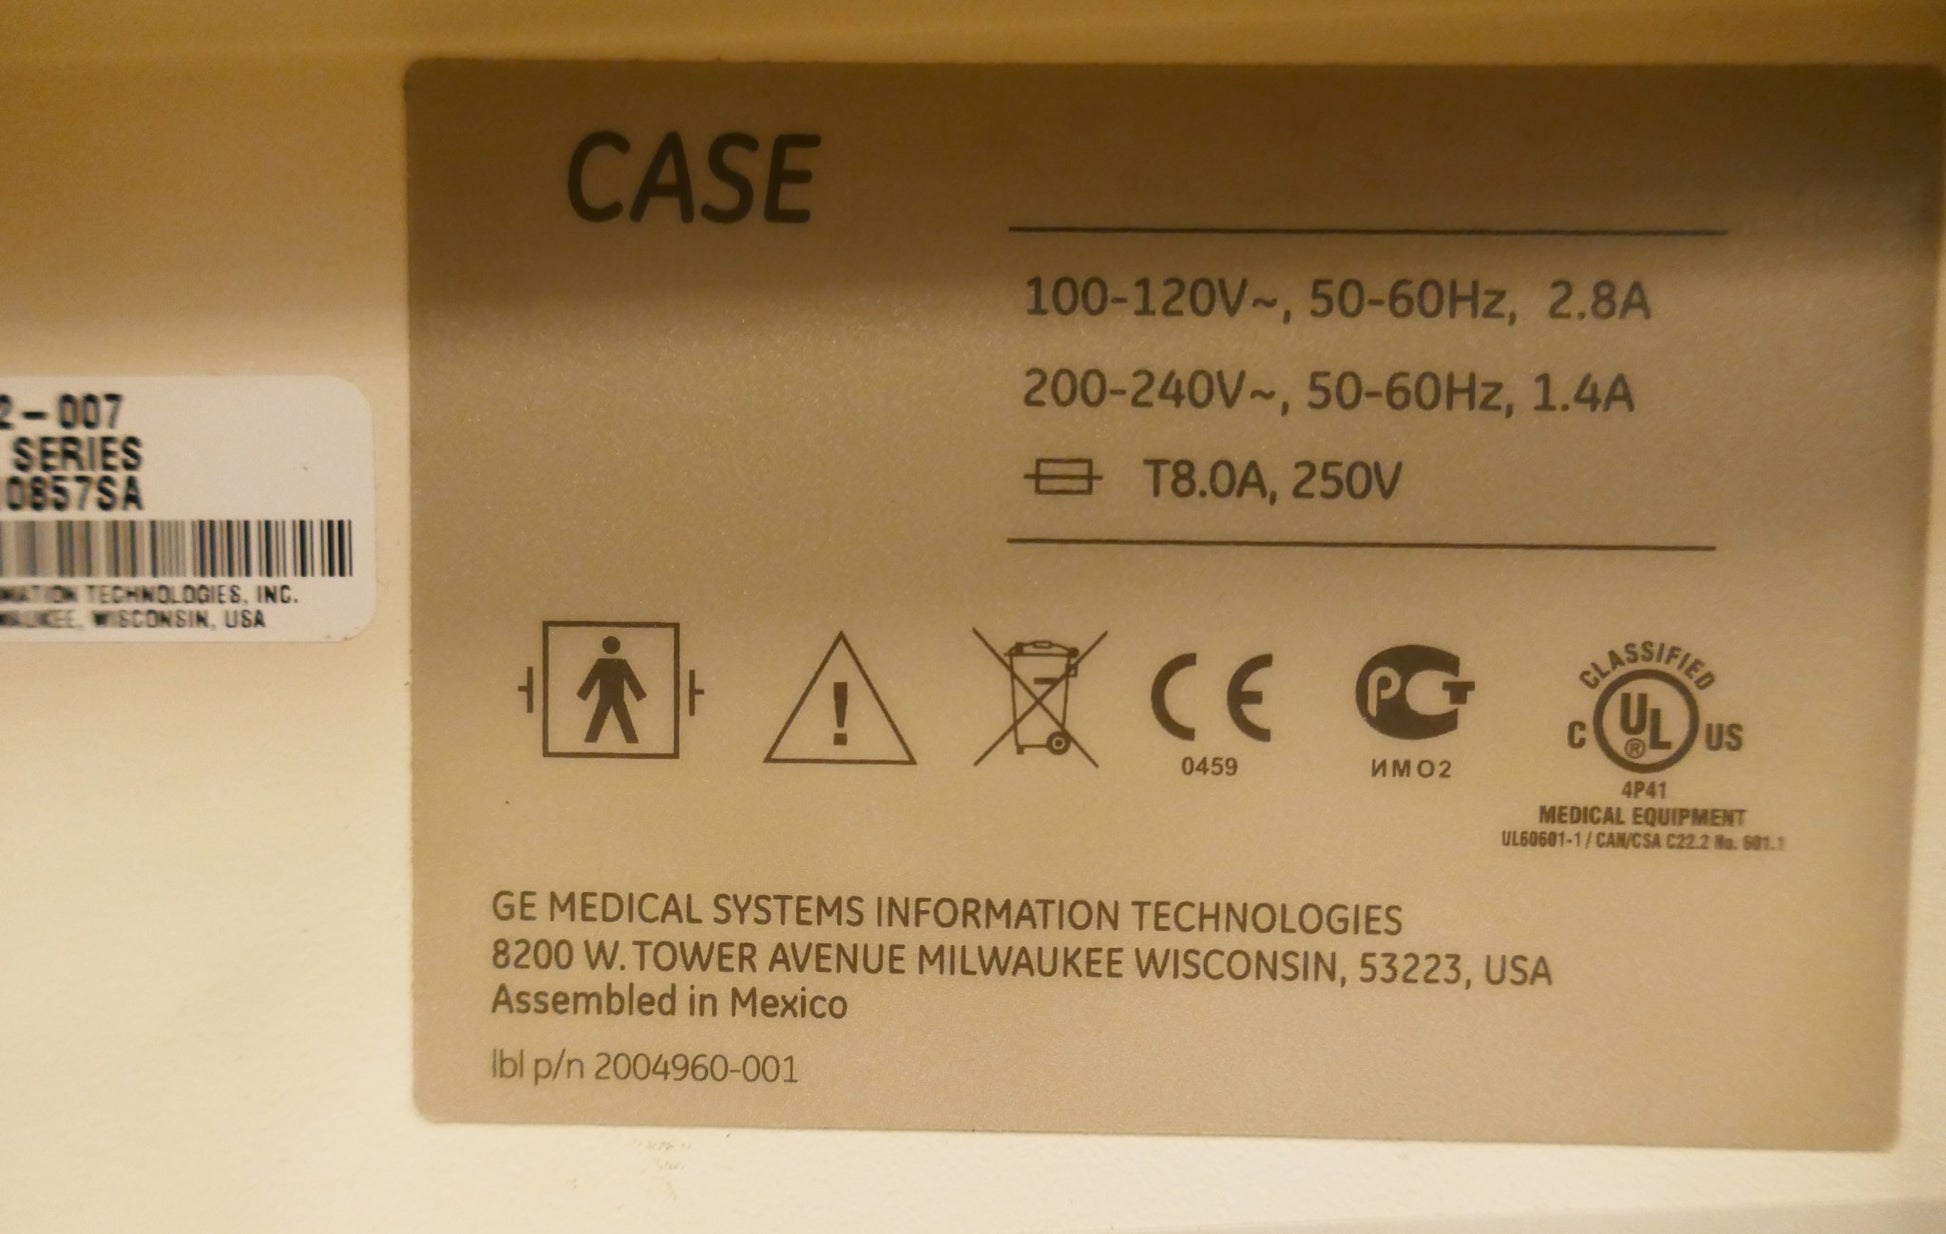 CASE
100-120V~, 50-60Hz, 2.8A
200-240V~, 50-60Hz, 1.4A
T8.0A, 250V
2-007
SERIES
0857SA
TECHNOLOGIES, INC.
WISCONSIN, USA
CE
0459
РСТ
ИМО2
CLASSIFIED
C UL® US
4P41
MEDICAL EQUIPMENT
UL60601-1 / CAN/CSA C22.2 No. 601.1
GE MEDICAL SYSTEMS INFORMATION TECHNOLOGIES
8200 W. TOWER AVENUE MILWAUKEE WISCONSIN, 53223, USA
Assembled in Mexico
lbl p/n 2004960-001